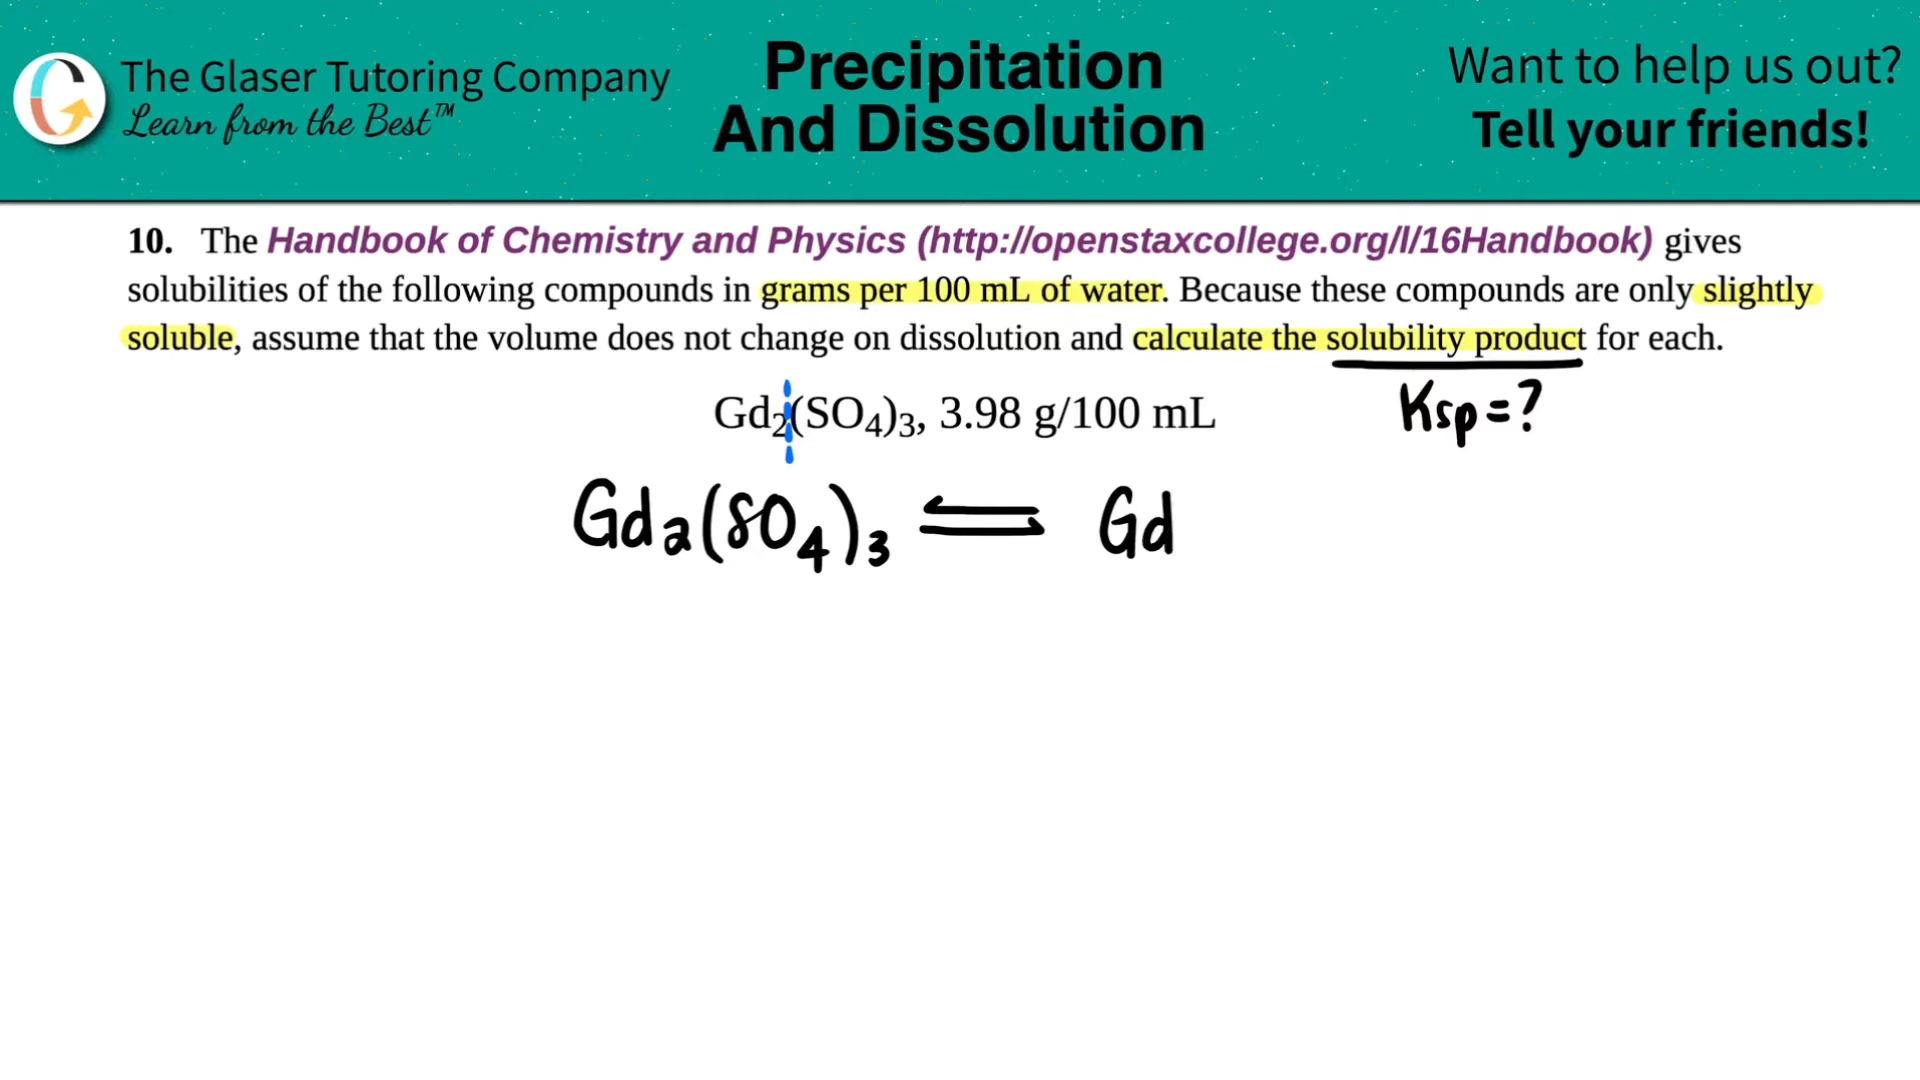 The Glaser Tutoring Company
Learn from the Best™
Precipitation
And Dissolution
Want to help us out?
Tell your friends!
10. The Handbook of Chemistry and Physics (http://openstaxcollege.org/l/16Handbook) gives
solubilities of the following compounds in grams per 100 mL of water. Because these compounds are only slightly
soluble, assume that the volume does not change on dissolution and calculate the solubility product for each.
Gd₂(SO₄)₃, 3.98 g/100 mL
Ksp=?
Gd₂(SO₄)₃ ⇌ Gd